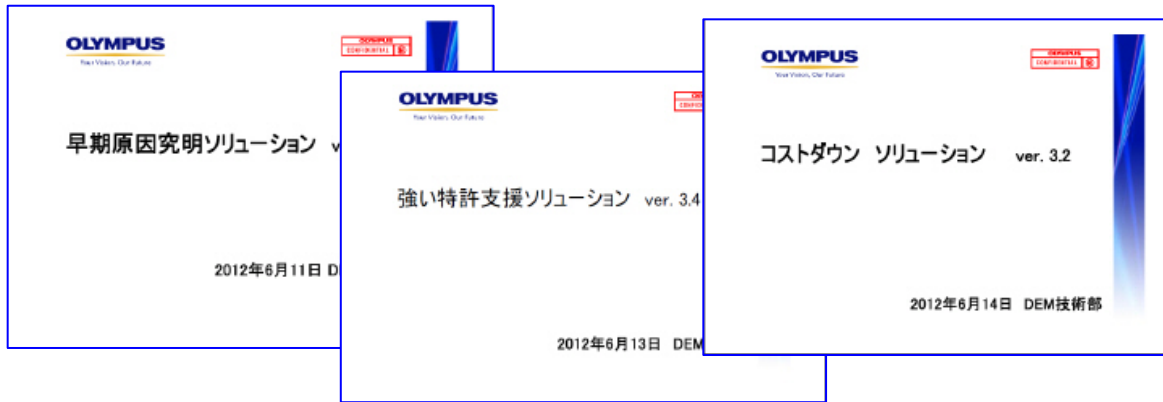 OLYMPUS
Your Vision, Our Future
OLYMPUS
CONFIDENTIAL
早期原因究明ソリューション
2012年6月11日
OLYMPUS
Your Vision, Our Future
強い特許支援ソリューション ver. 3.4
2012年6月13日 DEM
OLYMPUS
Your Vision, Our Future
OLYMPUS
CONFIDENTIAL
コストダウン ソリューション ver. 3.2
2012年6月14日 DEM技術部